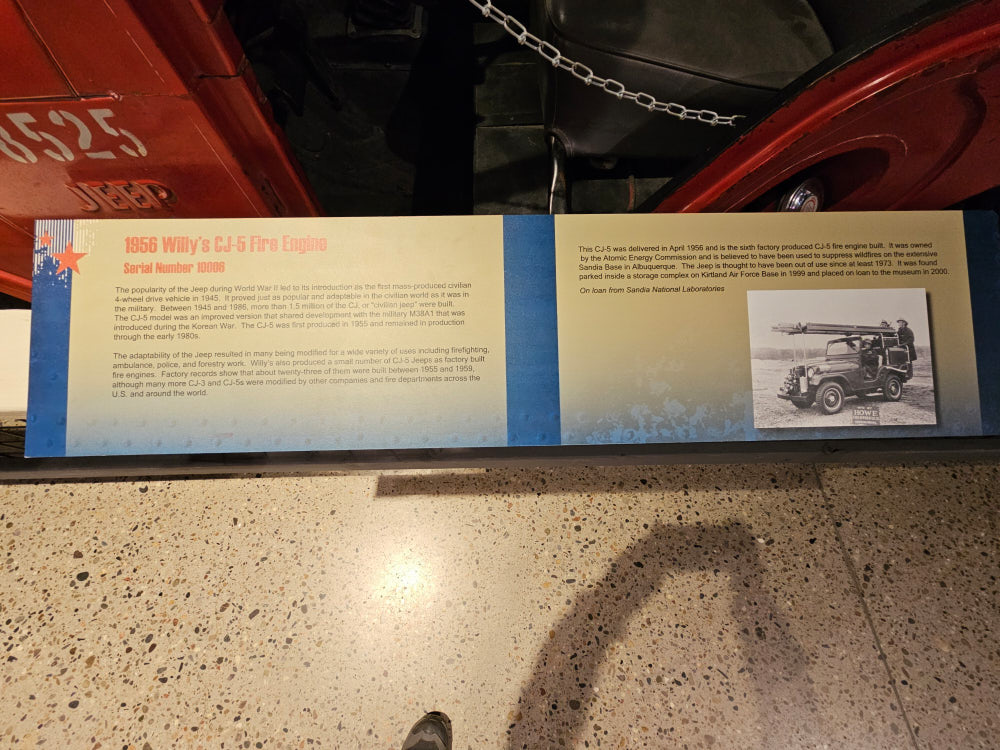 8525
JEEP
1956 Willy's CJ-5 Fire Engine
Serial Number 10006
The popularity of the Jeep during World War II led to its introduction as the first mass-produced civilian
4-wheel drive vehicle in 1945. It proved just as popular and adaptable in the civilian world as it was in
the military. Between 1945 and 1986, more than 1.5 million of the CJ, or "civilian jeep" were built.
The CJ-5 model was an improved version that shared development with the military M38A1 that was
introduced during the Korean War. The CJ-5 was first produced in 1955 and remained in production
through the early 1980s.
The adaptability of the Jeep resulted in many being modified for a wide variety of uses including firefighting,
ambulance, police, and forestry work. Willy's also produced a small number of CJ-5 Jeeps as factory built
fire engines. Factory records show that about twenty-three of them were built between 1955 and 1959,
although many more CJ-3 and CJ-5s were modified by other companies and fire departments across the
U.S. and around the world.
This CJ-5 was delivered in April 1956 and is the sixth factory produced CJ-5 fire engine built. It was owned
by the Atomic Energy Commission and is believed to have been used to suppress wildfires on the extensive
Sandia Base in Albuquerque. The Jeep is thought to have been out of use since at least 1973. It was found
parked inside a storage complex on Kirtland Air Force Base in 1999 and placed on loan to the museum in 2000.
On loan from Sandia National Laboratories
HOWE